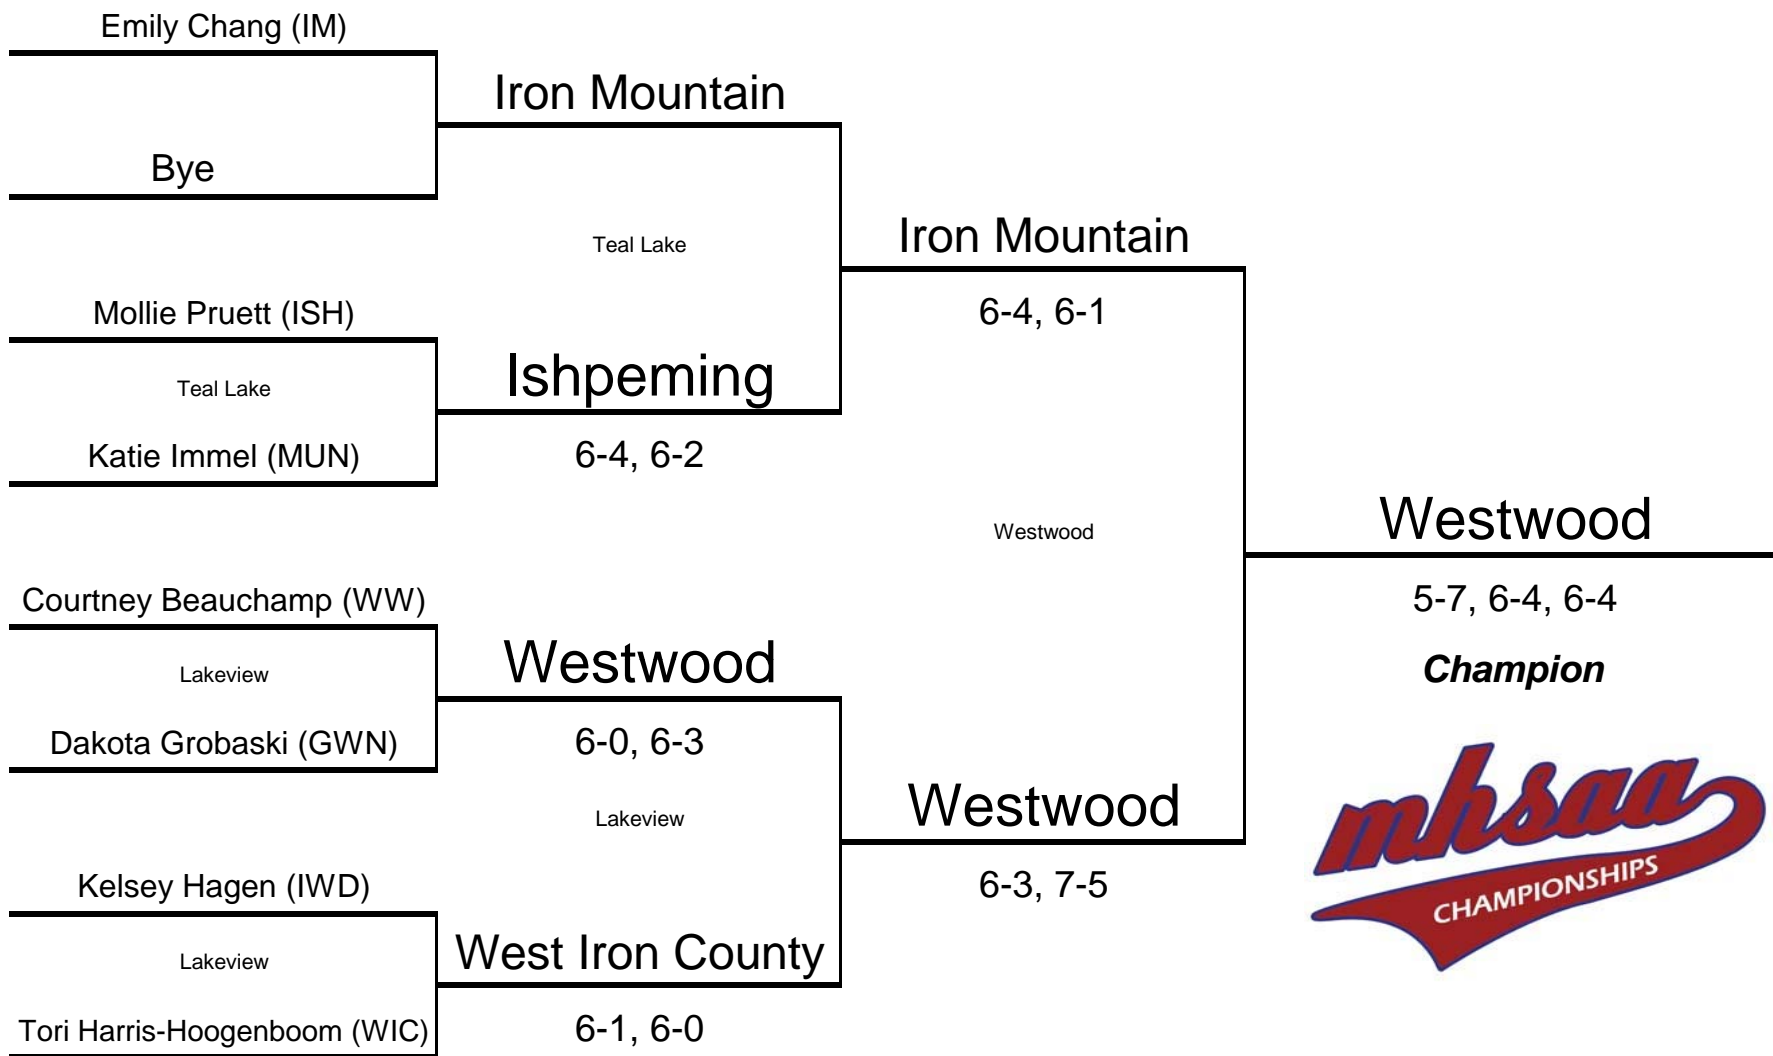 Emily Chang (IM)
Iron Mountain
Bye
Teal Lake
Iron Mountain
Mollie Pruett (ISH)
6-4, 6-1
Teal Lake
Ishpeming
Katie Immel (MUN)
6-4, 6-2
Westwood
Westwood
Courtney Beauchamp (WW)
5-7, 6-4, 6-4
Lakeview
Westwood
Champion
Dakota Grobaski (GWN)
6-0, 6-3
Lakeview
Westwood
mhsaa
CHAMPIONSHIPS
Kelsey Hagen (IWD)
6-3, 7-5
Lakeview
West Iron County
Tori Harris-Hoogenboom (WIC)
6-1, 6-0